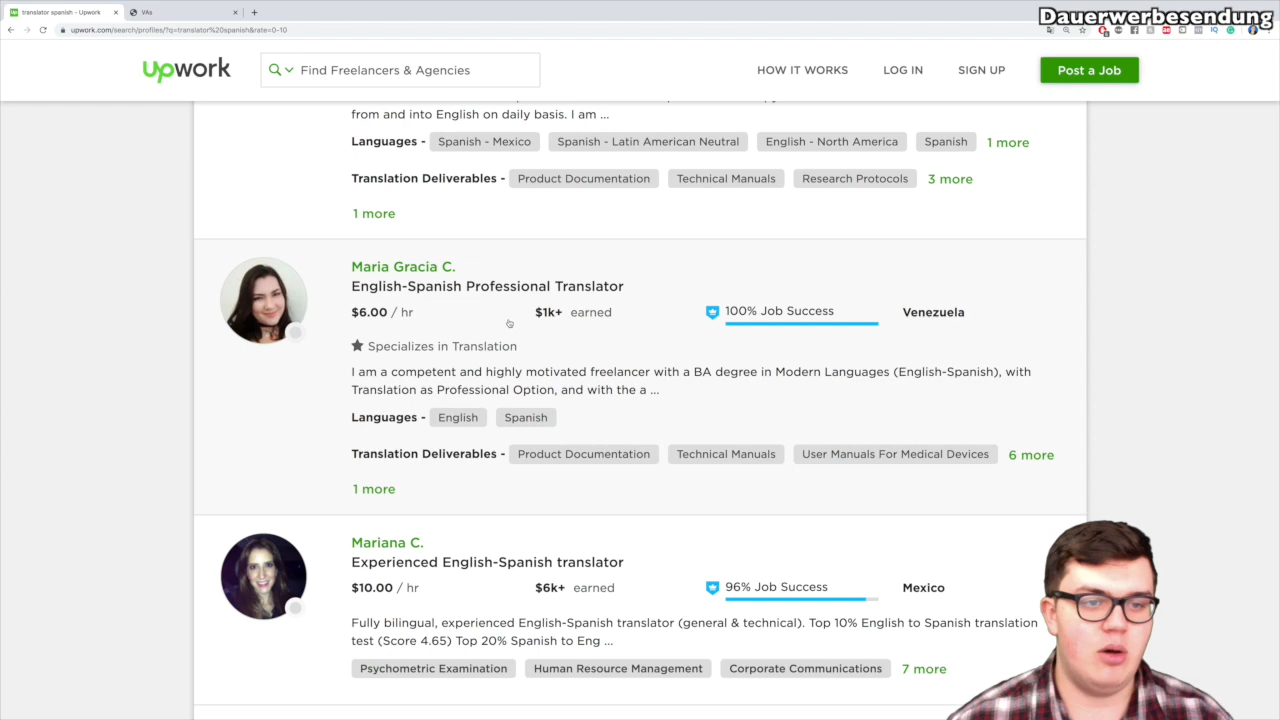 Dauerwerbesendung
translator spanish - Upwork
VAs
upwork.com/search/profiles/?q=translator%20spanish&rate=0-10
upwork
Find Freelancers & Agencies
HOW IT WORKS
LOG IN
SIGN UP
Post a Job
from and into English on daily basis. I am ...
Languages - Spanish - Mexico Spanish - Latin American Neutral English - North America Spanish 1 more
Translation Deliverables - Product Documentation Technical Manuals Research Protocols 3 more
1 more
Maria Gracia C.
English-Spanish Professional Translator
$6.00 / hr $1k+ earned 100% Job Success Venezuela
Specializes in Translation
I am a competent and highly motivated freelancer with a BA degree in Modern Languages (English-Spanish), with
Translation as Professional Option, and with the a ...
Languages - English Spanish
Translation Deliverables - Product Documentation Technical Manuals User Manuals For Medical Devices 6 more
1 more
Mariana C.
Experienced English-Spanish translator
$10.00 / hr $6k+ earned 96% Job Success Mexico
Fully bilingual, experienced English-Spanish translator (general & technical). Top 10% English to Spanish translation
test (Score 4.65) Top 20% Spanish to Eng ...
Psychometric Examination Human Resource Management Corporate Communications 7 more